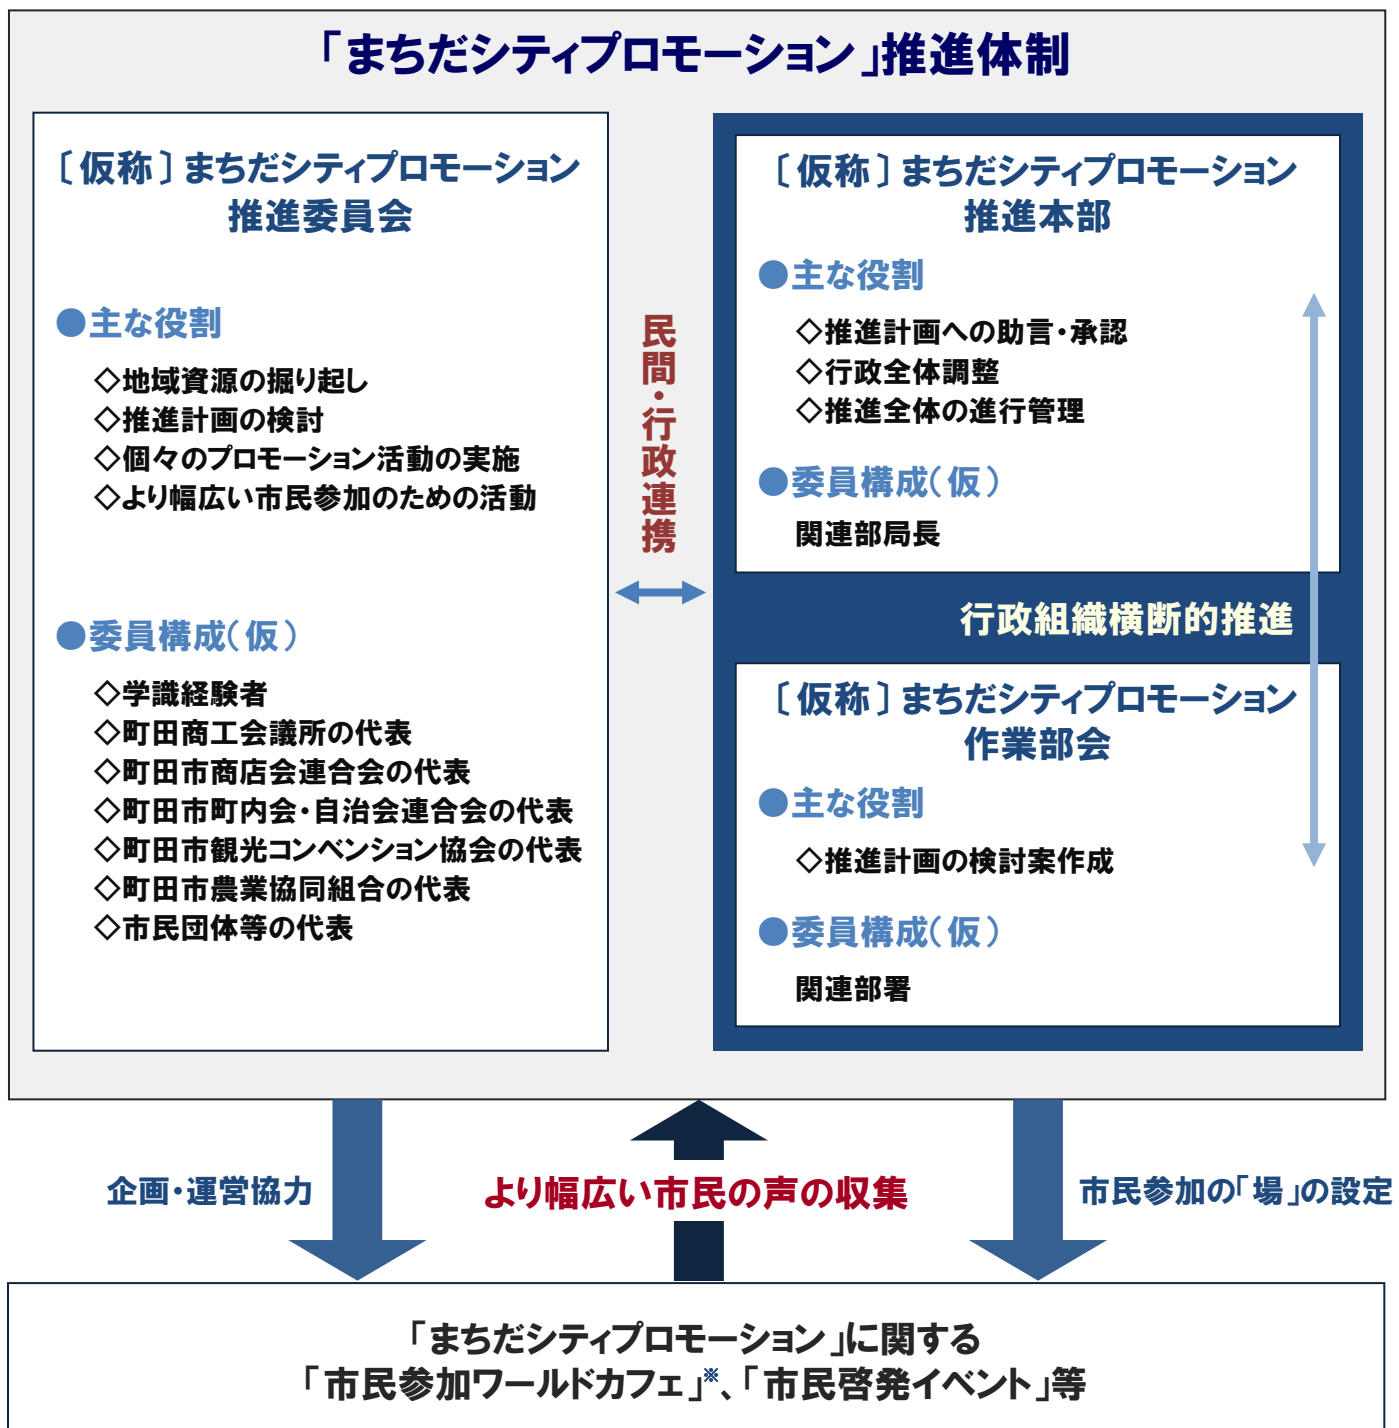 「まちだシティプロモーション」推進体制
〔仮称〕まちだシティプロモーション
推進委員会
●主な役割
◇地域資源の掘り起し
◇推進計画の検討
◇個々のプロモーション活動の実施
◇より幅広い市民参加のための活動
●委員構成(仮)
◇学識経験者
◇町田商工会議所の代表
◇町田市商店会連合会の代表
◇町田市町内会・自治会連合会の代表
◇町田市観光コンベンション協会の代表
◇町田市農業協同組合の代表
◇市民団体等の代表
民間・行政連携
〔仮称〕まちだシティプロモーション
推進本部
●主な役割
◇推進計画への助言・承認
◇行政全体調整
◇推進全体の進行管理
●委員構成(仮)
関連部局長
行政組織横断的推進
〔仮称〕まちだシティプロモーション
作業部会
●主な役割
◇推進計画の検討案作成
●委員構成(仮)
関連部署
企画・運営協力
より幅広い市民の声の収集
市民参加の「場」の設定
「まちだシティプロモーション」に関する
「市民参加ワールドカフェ」※、「市民啓発イベント」等